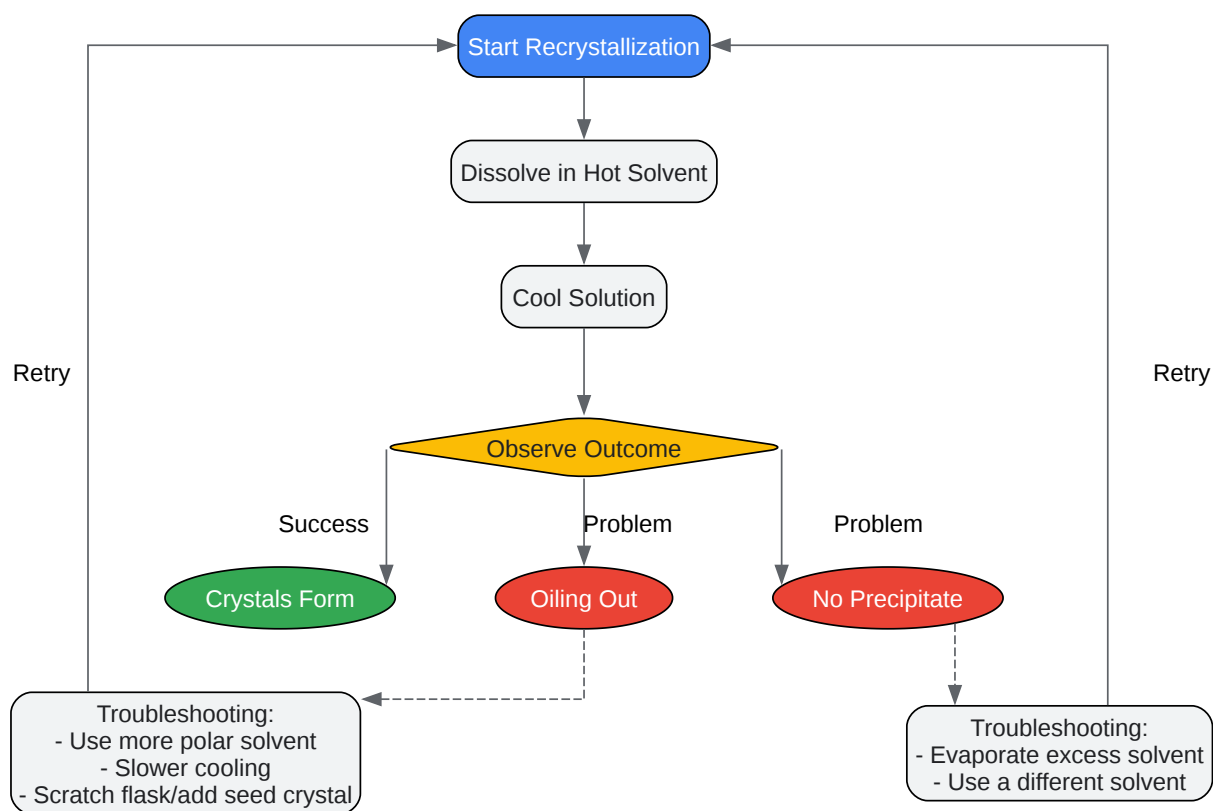 Start Recrystallization
Dissolve in Hot Solvent
Cool Solution
Retry
Retry
Observe Outcome
Success
Problem
Problem
Crystals Form
Oiling Out
No Precipitate
Troubleshooting:
- Use more polar solvent
- Slower cooling
- Scratch flask/add seed crystal
Troubleshooting:
- Evaporate excess solvent
- Use a different solvent